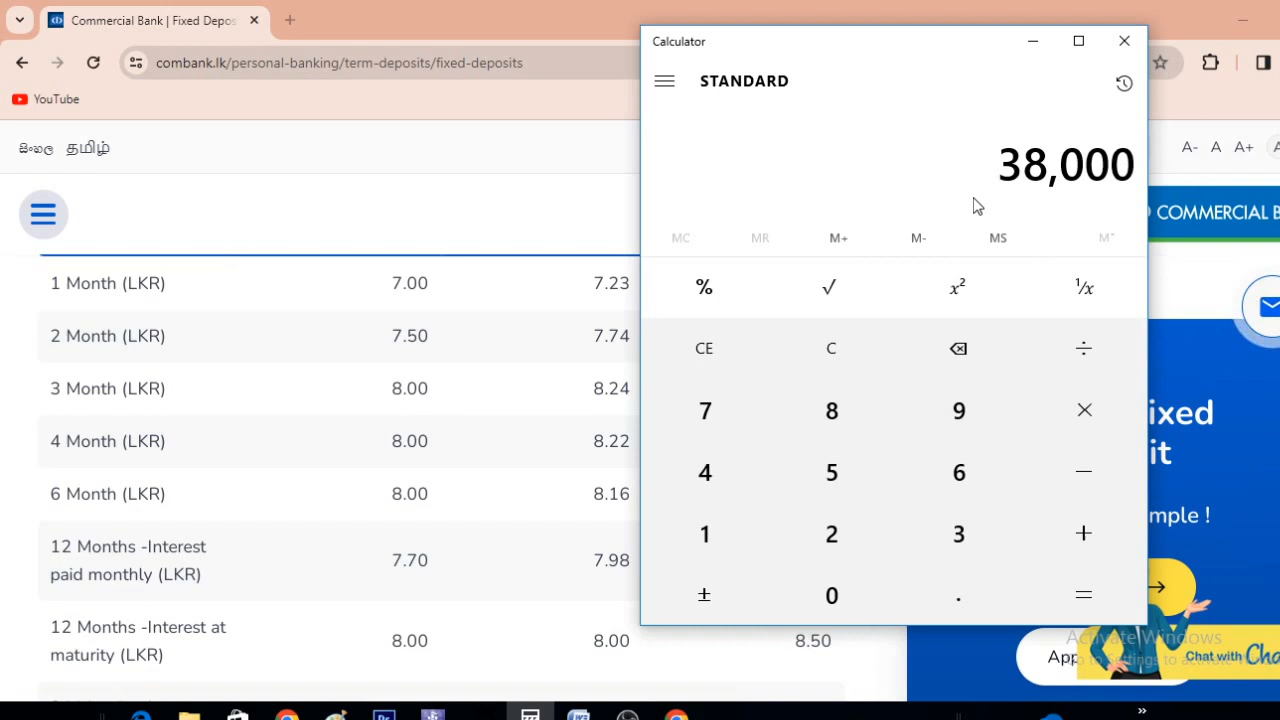 Commercial Bank | Fixed Depos
combank.lk/personal-banking/term-deposits/fixed-deposits
YouTube
සිංහල தமிழ்
A- A A+
COMMERCIAL B
1 Month (LKR) 7.00 7.23
2 Month (LKR) 7.50 7.74
3 Month (LKR) 8.00 8.24
4 Month (LKR) 8.00 8.22
6 Month (LKR) 8.00 8.16
12 Months -Interest
paid monthly (LKR) 7.70 7.98
12 Months -Interest at
maturity (LKR) 8.00 8.00 8.50
Calculator
STANDARD
38,000
MC MR M+ M- MS M˅
% √ x² ¹/x
CE C ÷
7 8 9 ×
4 5 6 −
1 2 3 +
± 0 . =
ixed
it
mple !
Activate Windows
Chat with
App